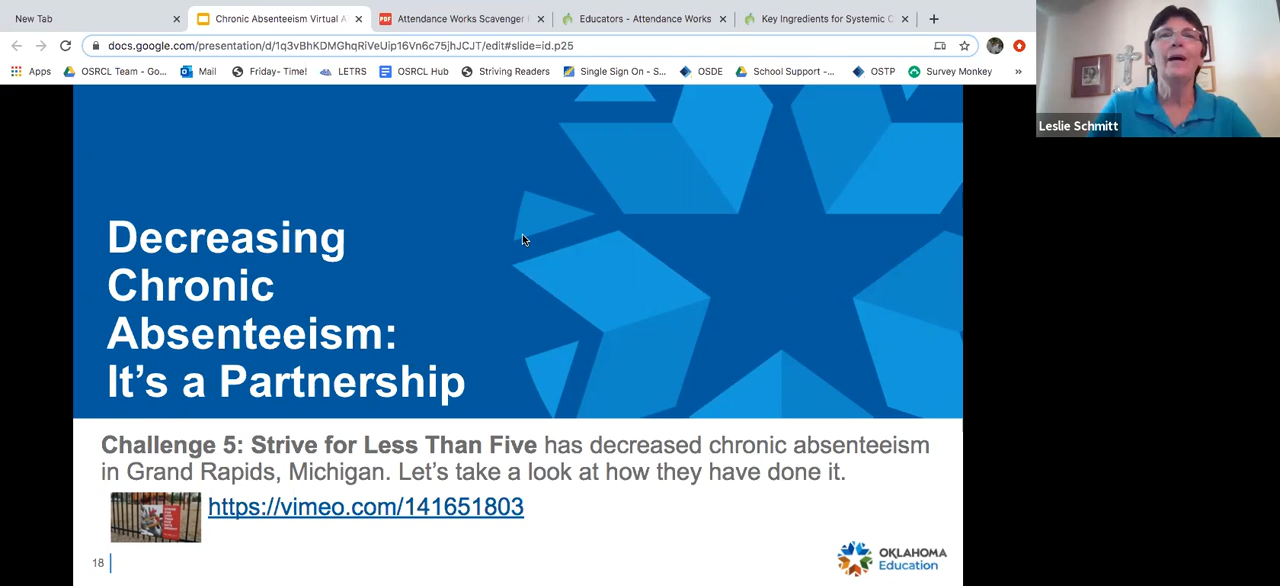 New Tab
Chronic Absenteeism Virtual A
PDF
Attendance Works Scavenger
Educators - Attendance Works
Key Ingredients for Systemic C
docs.google.com/presentation/d/1q3vBhKDMGhqRiVeUip16Vn6c75jhJCJT/edit#slide=id.p25
Apps
OSRCL Team - Go...
Mail
Friday- Time!
LETRS
OSRCL Hub
Striving Readers
Single Sign On - S...
OSDE
School Support -...
OSTP
Survey Monkey
»
Leslie Schmitt
Decreasing
Chronic
Absenteeism:
It's a Partnership
Challenge 5: Strive for Less Than Five has decreased chronic absenteeism
in Grand Rapids, Michigan. Let's take a look at how they have done it.
https://vimeo.com/141651803
18
OKLAHOMA
Education